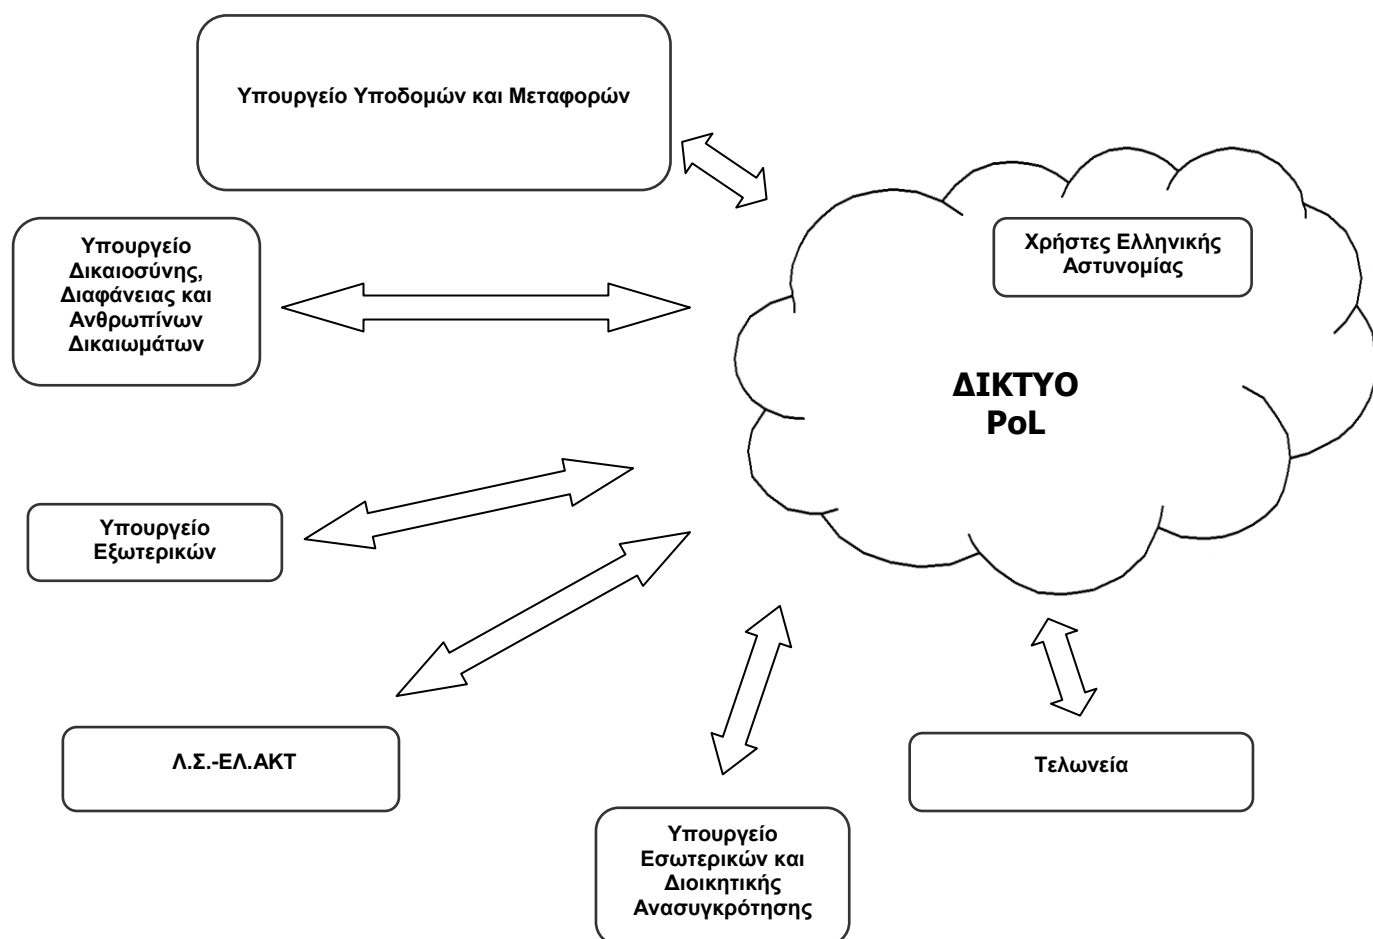 Υπουργείο Υποδομών και Μεταφορών
Υπουργείο
Δικαιοσύνης,
Διαφάνειας και
Ανθρωπίνων
Δικαιωμάτων
Χρήστες Ελληνικής
Αστυνομίας
ΔΙΚΤΥΟ
PoL
Υπουργείο
Εξωτερικών
Λ.Σ.-ΕΛ.ΑΚΤ
Τελωνεία
Υπουργείο
Εσωτερικών και
Διοικητικής
Ανασυγκρότησης